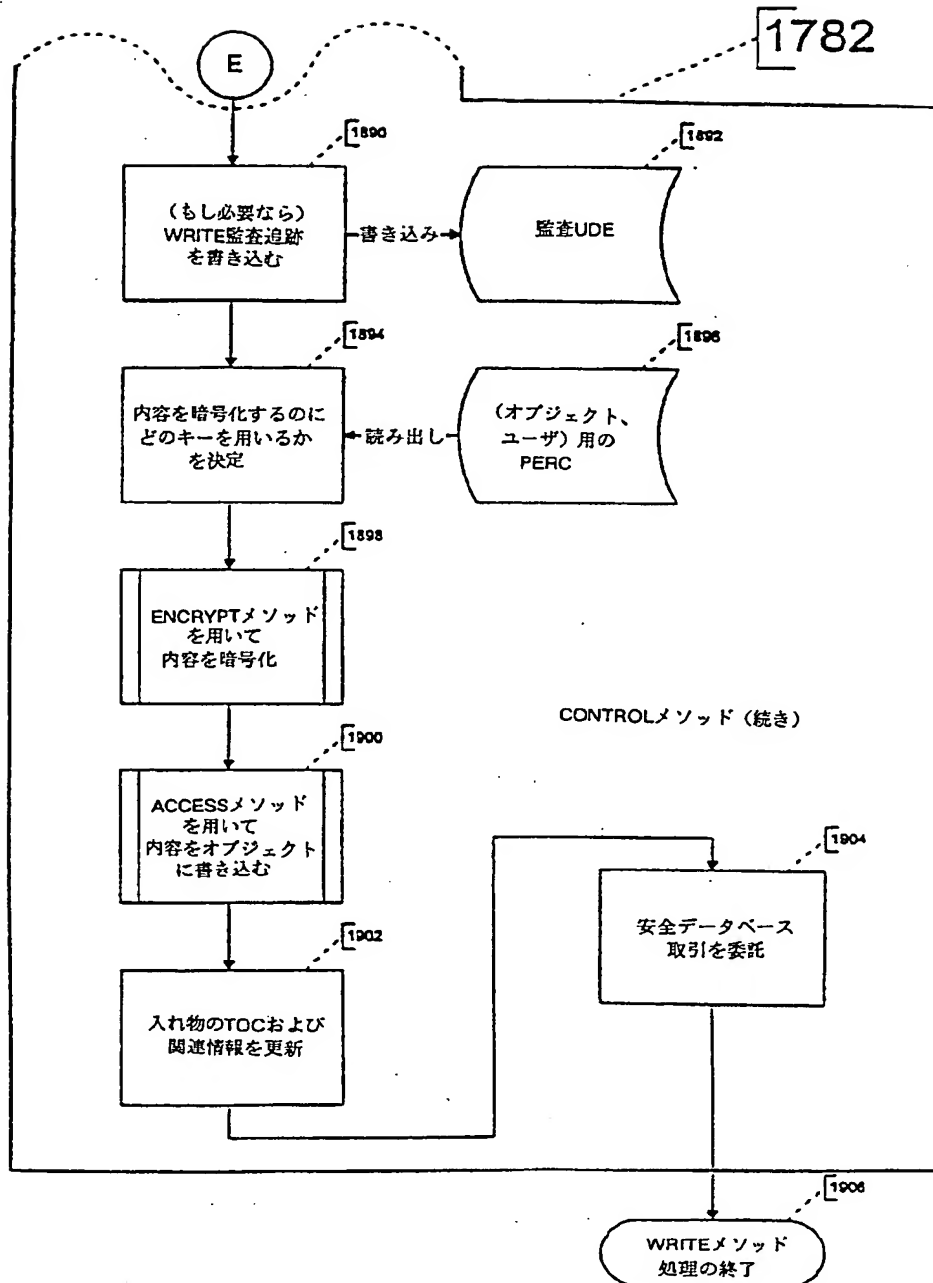 1782
E
1890
(もし必要なら)
WRITE監査追跡
を書き込む
書き込み
1892
監査UDE
1894
内容を暗号化するのに
どのキーを用いるか
を決定
読み出し
1896
(オブジェクト、
ユーザ)用の
PERC
1898
ENCRYPTメソッド
を用いて
内容を暗号化
CONTROLメソッド(続き)
1900
ACCESSメソッド
を用いて
内容をオブジェクト
に書き込む
1902
入れ物のTOCおよび
関連情報を更新
1904
安全データベース
取引を委託
1906
WRITEメソッド
処理の終了